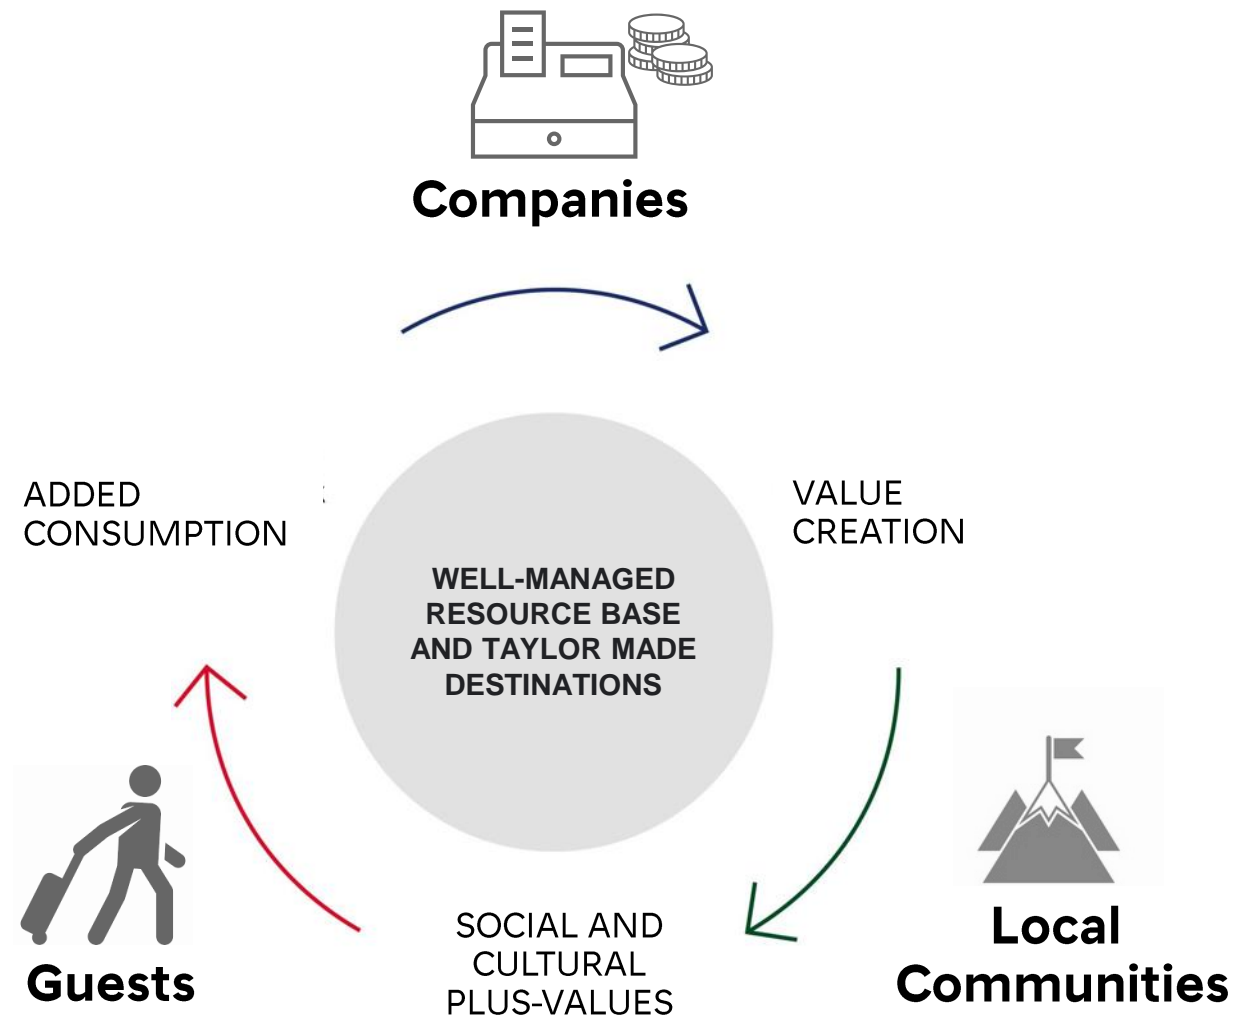 Companies
ADDED
CONSUMPTION
VALUE
CREATION
WELL-MANAGED
RESOURCE BASE
AND TAYLOR MADE
DESTINATIONS
SOCIAL AND
CULTURAL
PLUS-VALUES
Guests
Local
Communities